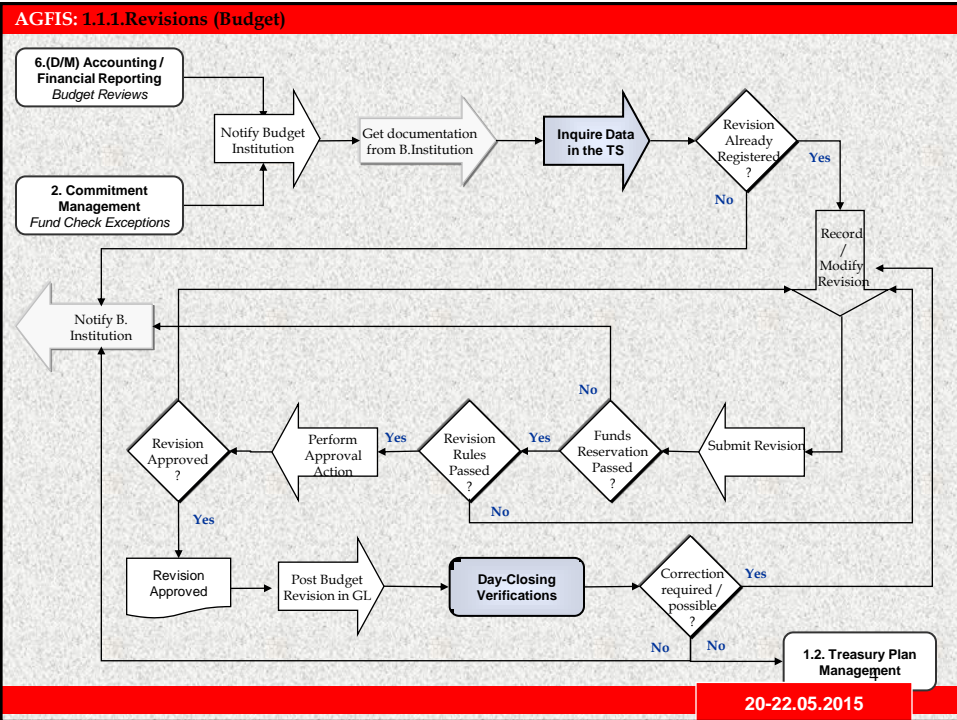 AGFIS: 1.1.1.Revisions (Budget)
6.(D/M) Accounting /
Financial Reporting
Budget Reviews
Notify Budget
Institution
Get documentation
from B.Institution
Inquire Data
in the TS
Revision
Already
Registered
?
Yes
No
2. Commitment
Management
Fund Check Exceptions
Record
/
Modify
Revision
Notify B.
Institution
No
Revision
Approved
?
Perform
Approval
Action
Yes
Revision
Rules
Passed
?
Yes
Funds
Reservation
Passed
?
Submit Revision
No
Yes
Revision
Approved
Post Budget
Revision in GL
Day-Closing
Verifications
Correction
required /
possible
?
Yes
No
No
1.2. Treasury Plan
Management
4
20-22.05.2015